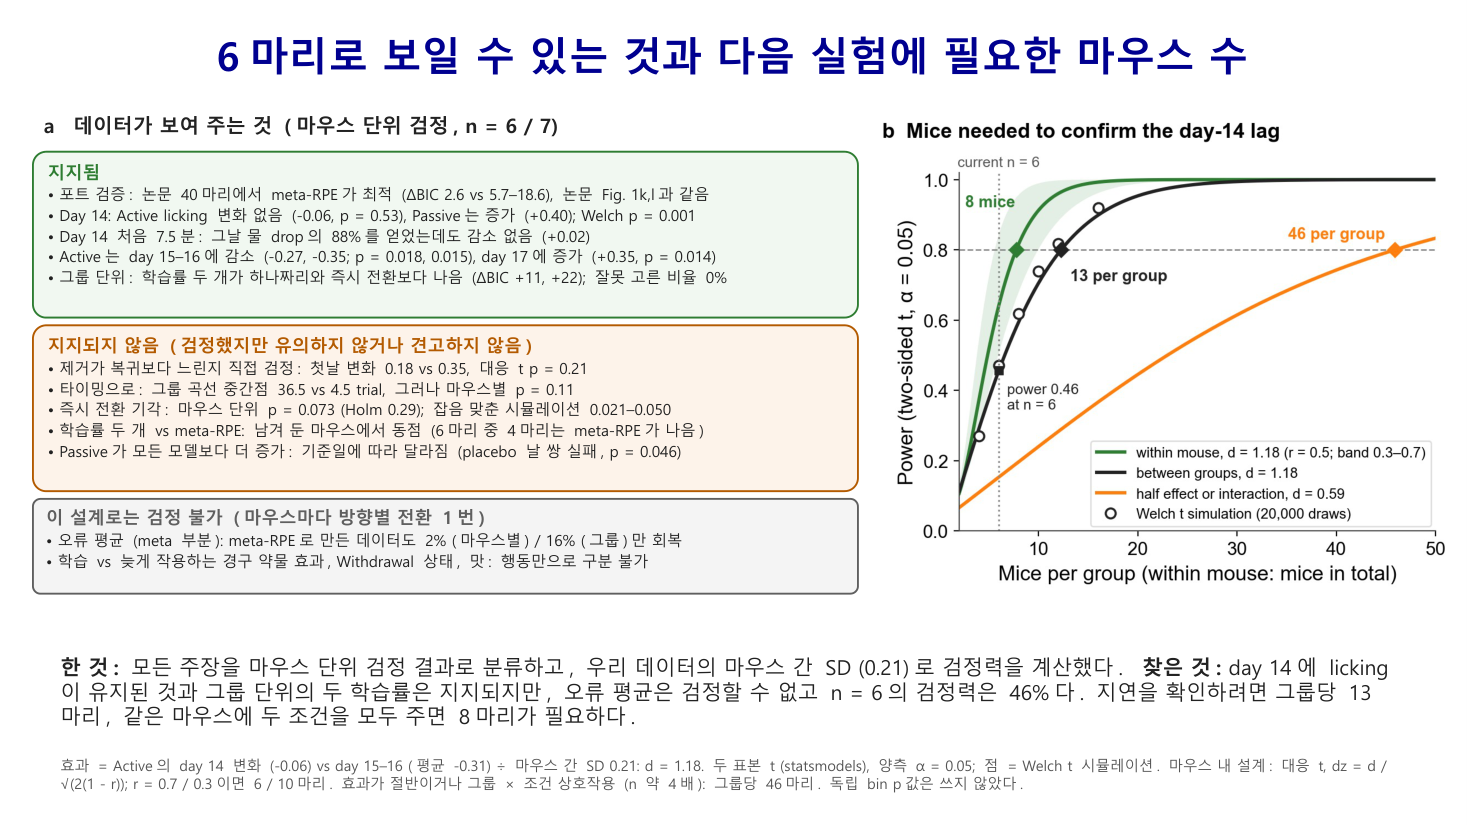 6 마리로 보일 수 있는 것과 다음 실험에 필요한 마우스 수
a 데이터가 보여 주는 것 (마우스 단위 검정, n = 6 / 7)
지지됨
• 포트 검증: 논문 40 마리에서 meta-RPE 가 최적 (ΔBIC 2.6 vs 5.7–18.6), 논문 Fig. 1k,l 과 같음
• Day 14: Active licking 변화 없음 (-0.06, p = 0.53), Passive 는 증가 (+0.40); Welch p = 0.001
• Day 14 처음 7.5 분: 그날 물 drop 의 88% 를 얻었는데도 감소 없음 (+0.02)
• Active 는 day 15–16 에 감소 (-0.27, -0.35; p = 0.018, 0.015), day 17 에 증가 (+0.35, p = 0.014)
• 그룹 단위: 학습률 두 개가 하나짜리와 즉시 전환보다 나음 (ΔBIC +11, +22); 잘못 고른 비율 0%
지지되지 않음 (검정했지만 유의하지 않거나 견고하지 않음)
• 제거가 복귀보다 느린지 직접 검정: 첫날 변화 0.18 vs 0.35, 대응 t p = 0.21
• 타이밍으로: 그룹 곡선 중간점 36.5 vs 4.5 trial, 그러나 마우스별 p = 0.11
• 즉시 전환 기각: 마우스 단위 p = 0.073 (Holm 0.29); 잡음 맞춘 시뮬레이션 0.021–0.050
• 학습률 두 개 vs meta-RPE: 남겨 둔 마우스에서 동점 (6 마리 중 4 마리는 meta-RPE 가 나음)
• Passive 가 모든 모델보다 더 증가: 기준일에 따라 달라짐 (placebo 날 쌍 실패, p = 0.046)
이 설계로는 검정 불가 (마우스마다 방향별 전환 1 번)
• 오류 평균 (meta 부분): meta-RPE 로 만든 데이터도 2% (마우스별) / 16% (그룹) 만 회복
• 학습 vs 늦게 작용하는 경구 약물 효과, Withdrawal 상태, 맛: 행동만으로 구분 불가
b Mice needed to confirm the day-14 lag
current n = 6
1.0
8 mice
46 per group
0.8
13 per group
0.6
0.4
power 0.46
at n = 6
0.2
0.0
Power (two-sided t, α = 0.05)
within mouse, d = 1.18 (r = 0.5; band 0.3–0.7)
between groups, d = 1.18
half effect or interaction, d = 0.59
Welch t simulation (20,000 draws)
10 20 30 40 50
Mice per group (within mouse: mice in total)
한 것: 모든 주장을 마우스 단위 검정 결과로 분류하고, 우리 데이터의 마우스 간 SD (0.21) 로 검정력을 계산했다. 찾은 것: day 14 에 licking
이 유지된 것과 그룹 단위의 두 학습률은 지지되지만, 오류 평균은 검정할 수 없고 n = 6 의 검정력은 46% 다. 지연을 확인하려면 그룹당 13
마리, 같은 마우스에 두 조건을 모두 주면 8 마리가 필요하다.
효과 = Active 의 day 14 변화 (-0.06) vs day 15–16 (평균 -0.31) ÷ 마우스 간 SD 0.21: d = 1.18. 두 표본 t (statsmodels), 양측 α = 0.05; 점 = Welch t 시뮬레이션. 마우스 내 설계: 대응 t, dz = d /
√(2(1 - r)); r = 0.7 / 0.3 이면 6 / 10 마리. 효과가 절반이거나 그룹 × 조건 상호작용 (n 약 4 배): 그룹당 46 마리. 독립 bin p 값은 쓰지 않았다.